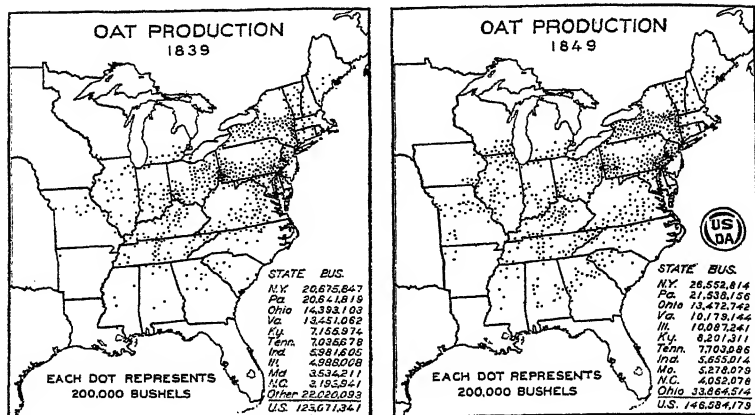 OAT PRODUCTION
1839
STATE BUS.
N.Y. 20,675,847
Pa. 20,641,819
Ohio 14,393,103
Va. 13,451,062
Ky. 7,155,974
Tenn. 7,035,678
Ind. 5,981,605
Ill. 4,988,008
Md 3,534,211
N.C. 3,193,941
Other 22,020,093
U.S. 123,071,341
EACH DOT REPRESENTS
200,000 BUSHELS
OAT PRODUCTION
1849
US
DA
STATE BUS.
N.Y. 26,552,814
Pa. 21,538,156
Ohio 13,472,742
Va. 10,179,144
Ill. 10,087,241
Ky. 8,201,311
Tenn. 7,703,086
Ind. 5,655,014
Mo. 5,278,079
N.C. 4,052,078
Ohio 33,864,514
U.S. 146,584,179
EACH DOT REPRESENTS
200,000 BUSHELS